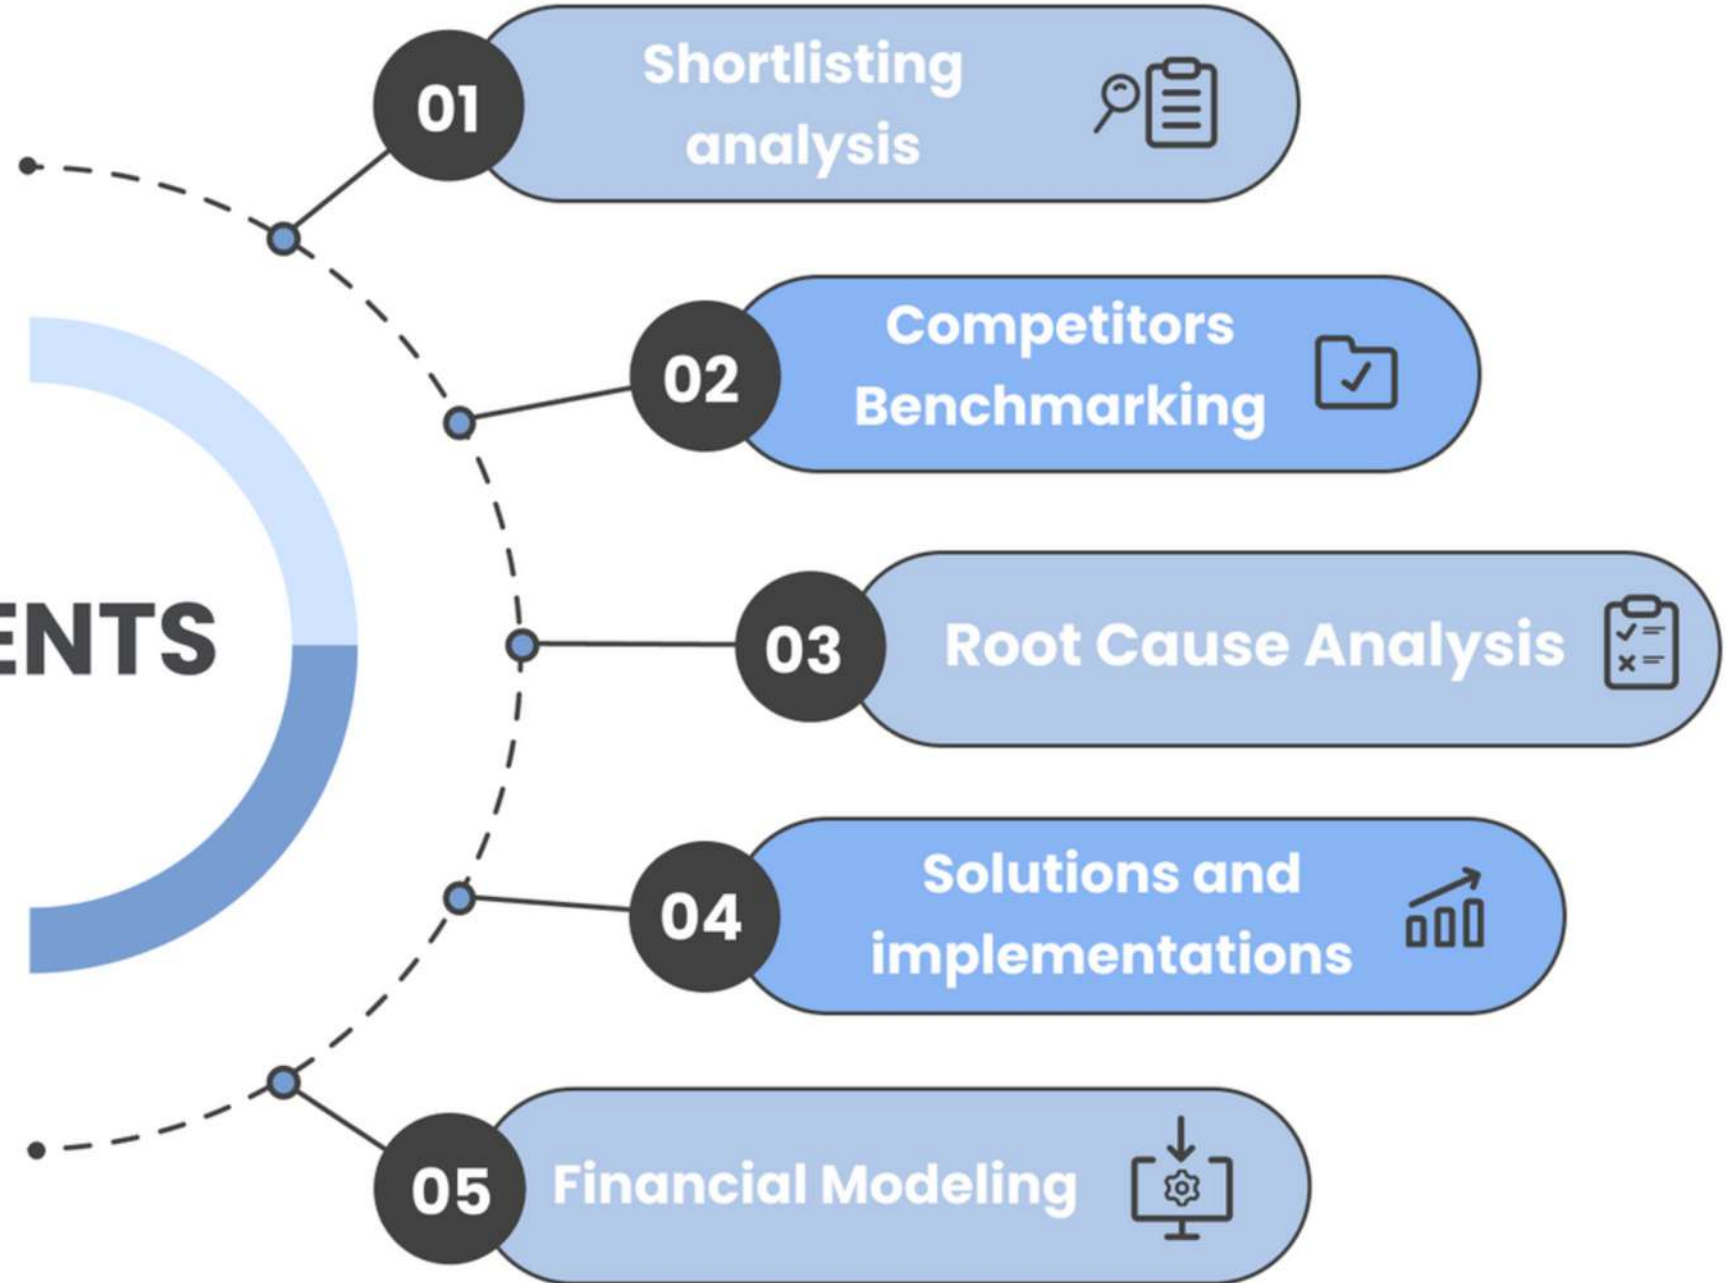 01
Shortlisting
analysis
02
Competitors
Benchmarking
ENTS
03
Root Cause Analysis
04
Solutions and
implementations
05
Financial Modeling